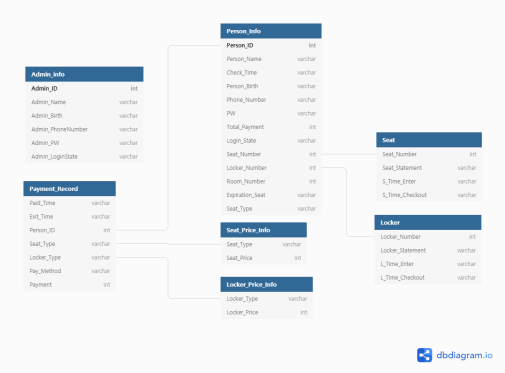 Admin_info
Admin_ID int
Admin_Name varchar
Admin_Birth varchar
Admin_PhoneNumber varchar
Admin_PW varchar
Admin_LoginState varchar
Payment_Record
Paid_Time varchar
Exit_Time varchar
Person_ID int
Seat_Type varchar
Locker_Type varchar
Pay_Method varchar
Payment int
Person_Info
Person_ID int
Person_Name varchar
Check_Time varchar
Person_Birth varchar
Phone_Number varchar
PW varchar
Total_Payment int
Login_State varchar
Seat_Number int
Locker_Number int
Room_Number int
Expiration_Seat varchar
Seat_Type varchar
Seat_Price_Info
Seat_Type varchar
Seat_Price int
Locker_Price_Info
Locker_Type varchar
Locker_Price int
Seat
Seat_Number int
Seat_Statement varchar
S_Time_Enter varchar
S_Time_Checkout varchar
Locker
Locker_Number int
Locker_Statement varchar
L_Time_Enter varchar
L_Time_Checkout varchar
dbdiagram.io